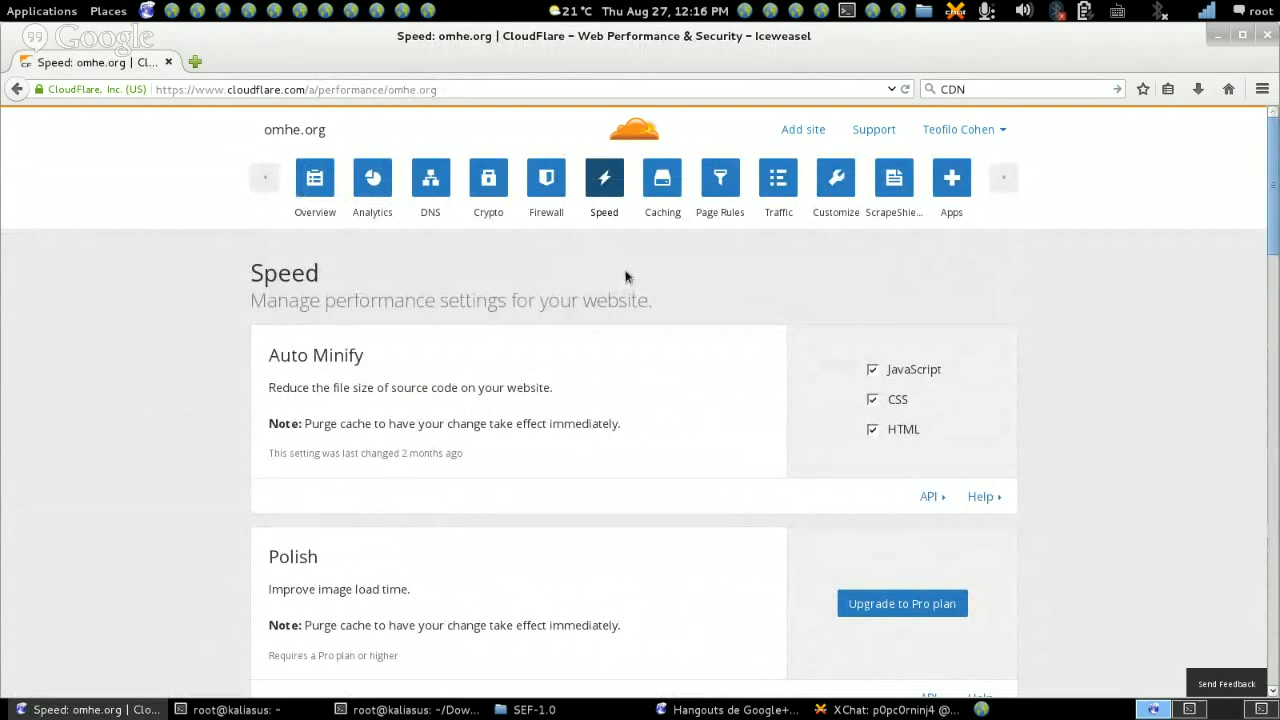 Applications Places 21 °C Thu Aug 27, 12:16 PM root
Google
Speed: omhe.org | CloudFlare - Web Performance & Security - Iceweasel
Speed: omhe.org | Cl...
CloudFlare, Inc. (US) https://www.cloudflare.com/a/performance/omhe.org CDN
omhe.org Add site Support Teofilo Cohen
Overview Analytics DNS Crypto Firewall Speed Caching Page Rules Traffic Customize ScrapeShie... Apps
Speed
Manage performance settings for your website.
Auto Minify
Reduce the file size of source code on your website.
Note: Purge cache to have your change take effect immediately.
This setting was last changed 2 months ago
JavaScript
CSS
HTML
API Help
Polish
Improve image load time.
Note: Purge cache to have your change take effect immediately.
Requires a Pro plan or higher
Upgrade to Pro plan
API Help
Send Feedback
Speed: omhe.org | Clo... root@kaliasus: ~ root@kaliasus: ~/Dow... SEF-1.0 Hangouts de Google+... XChat: p0pc0rninj4 @...